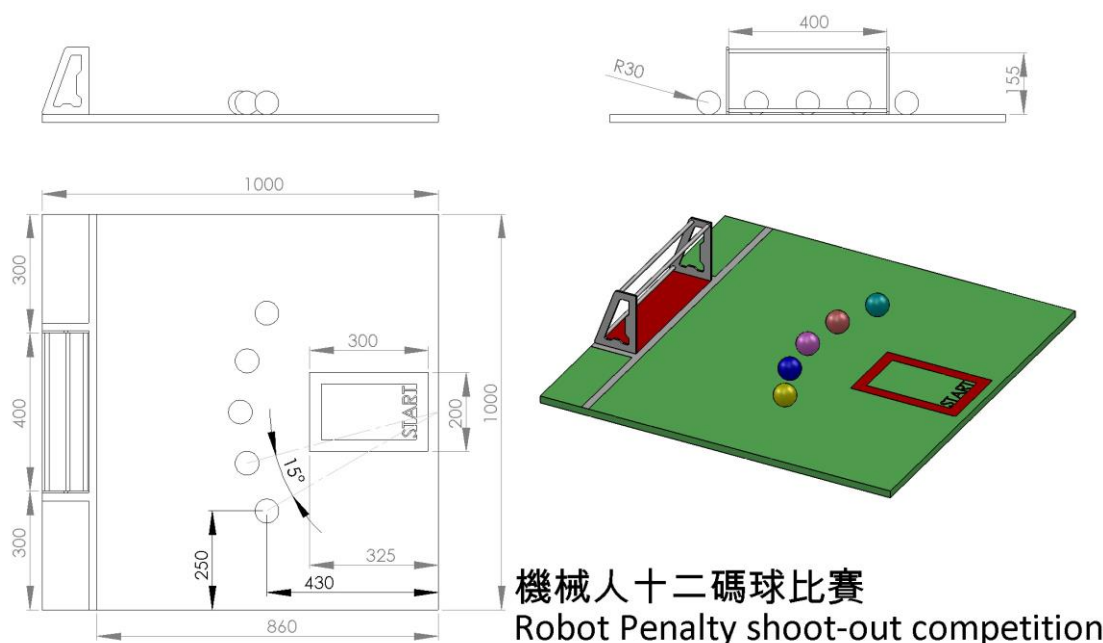 400
R30
155
1000
300
400
300
300
200
1000
START
15°
250
430
325
860
START
機械人十二碼球比賽
Robot Penalty shoot-out competition